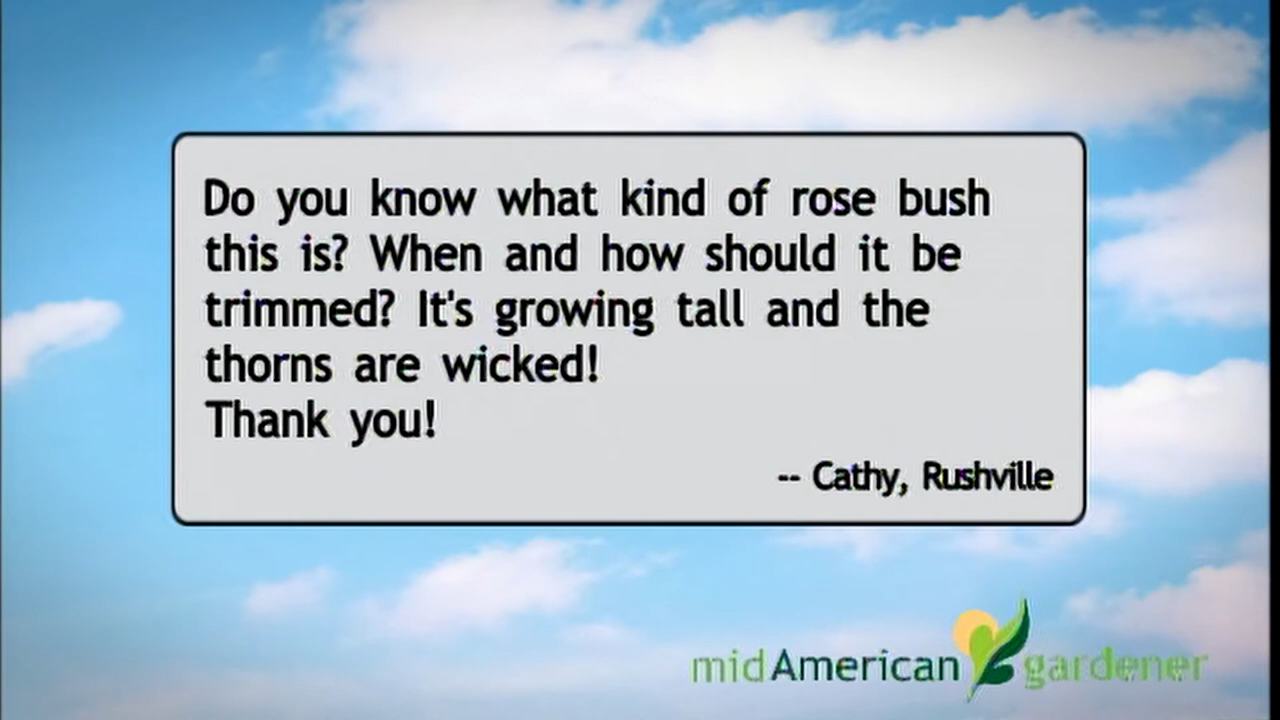 Do you know what kind of rose bush
this is? When and how should it be
trimmed? It's growing tall and the
thorns are wicked!
Thank you!
-- Cathy, Rushville
midAmerican gardener